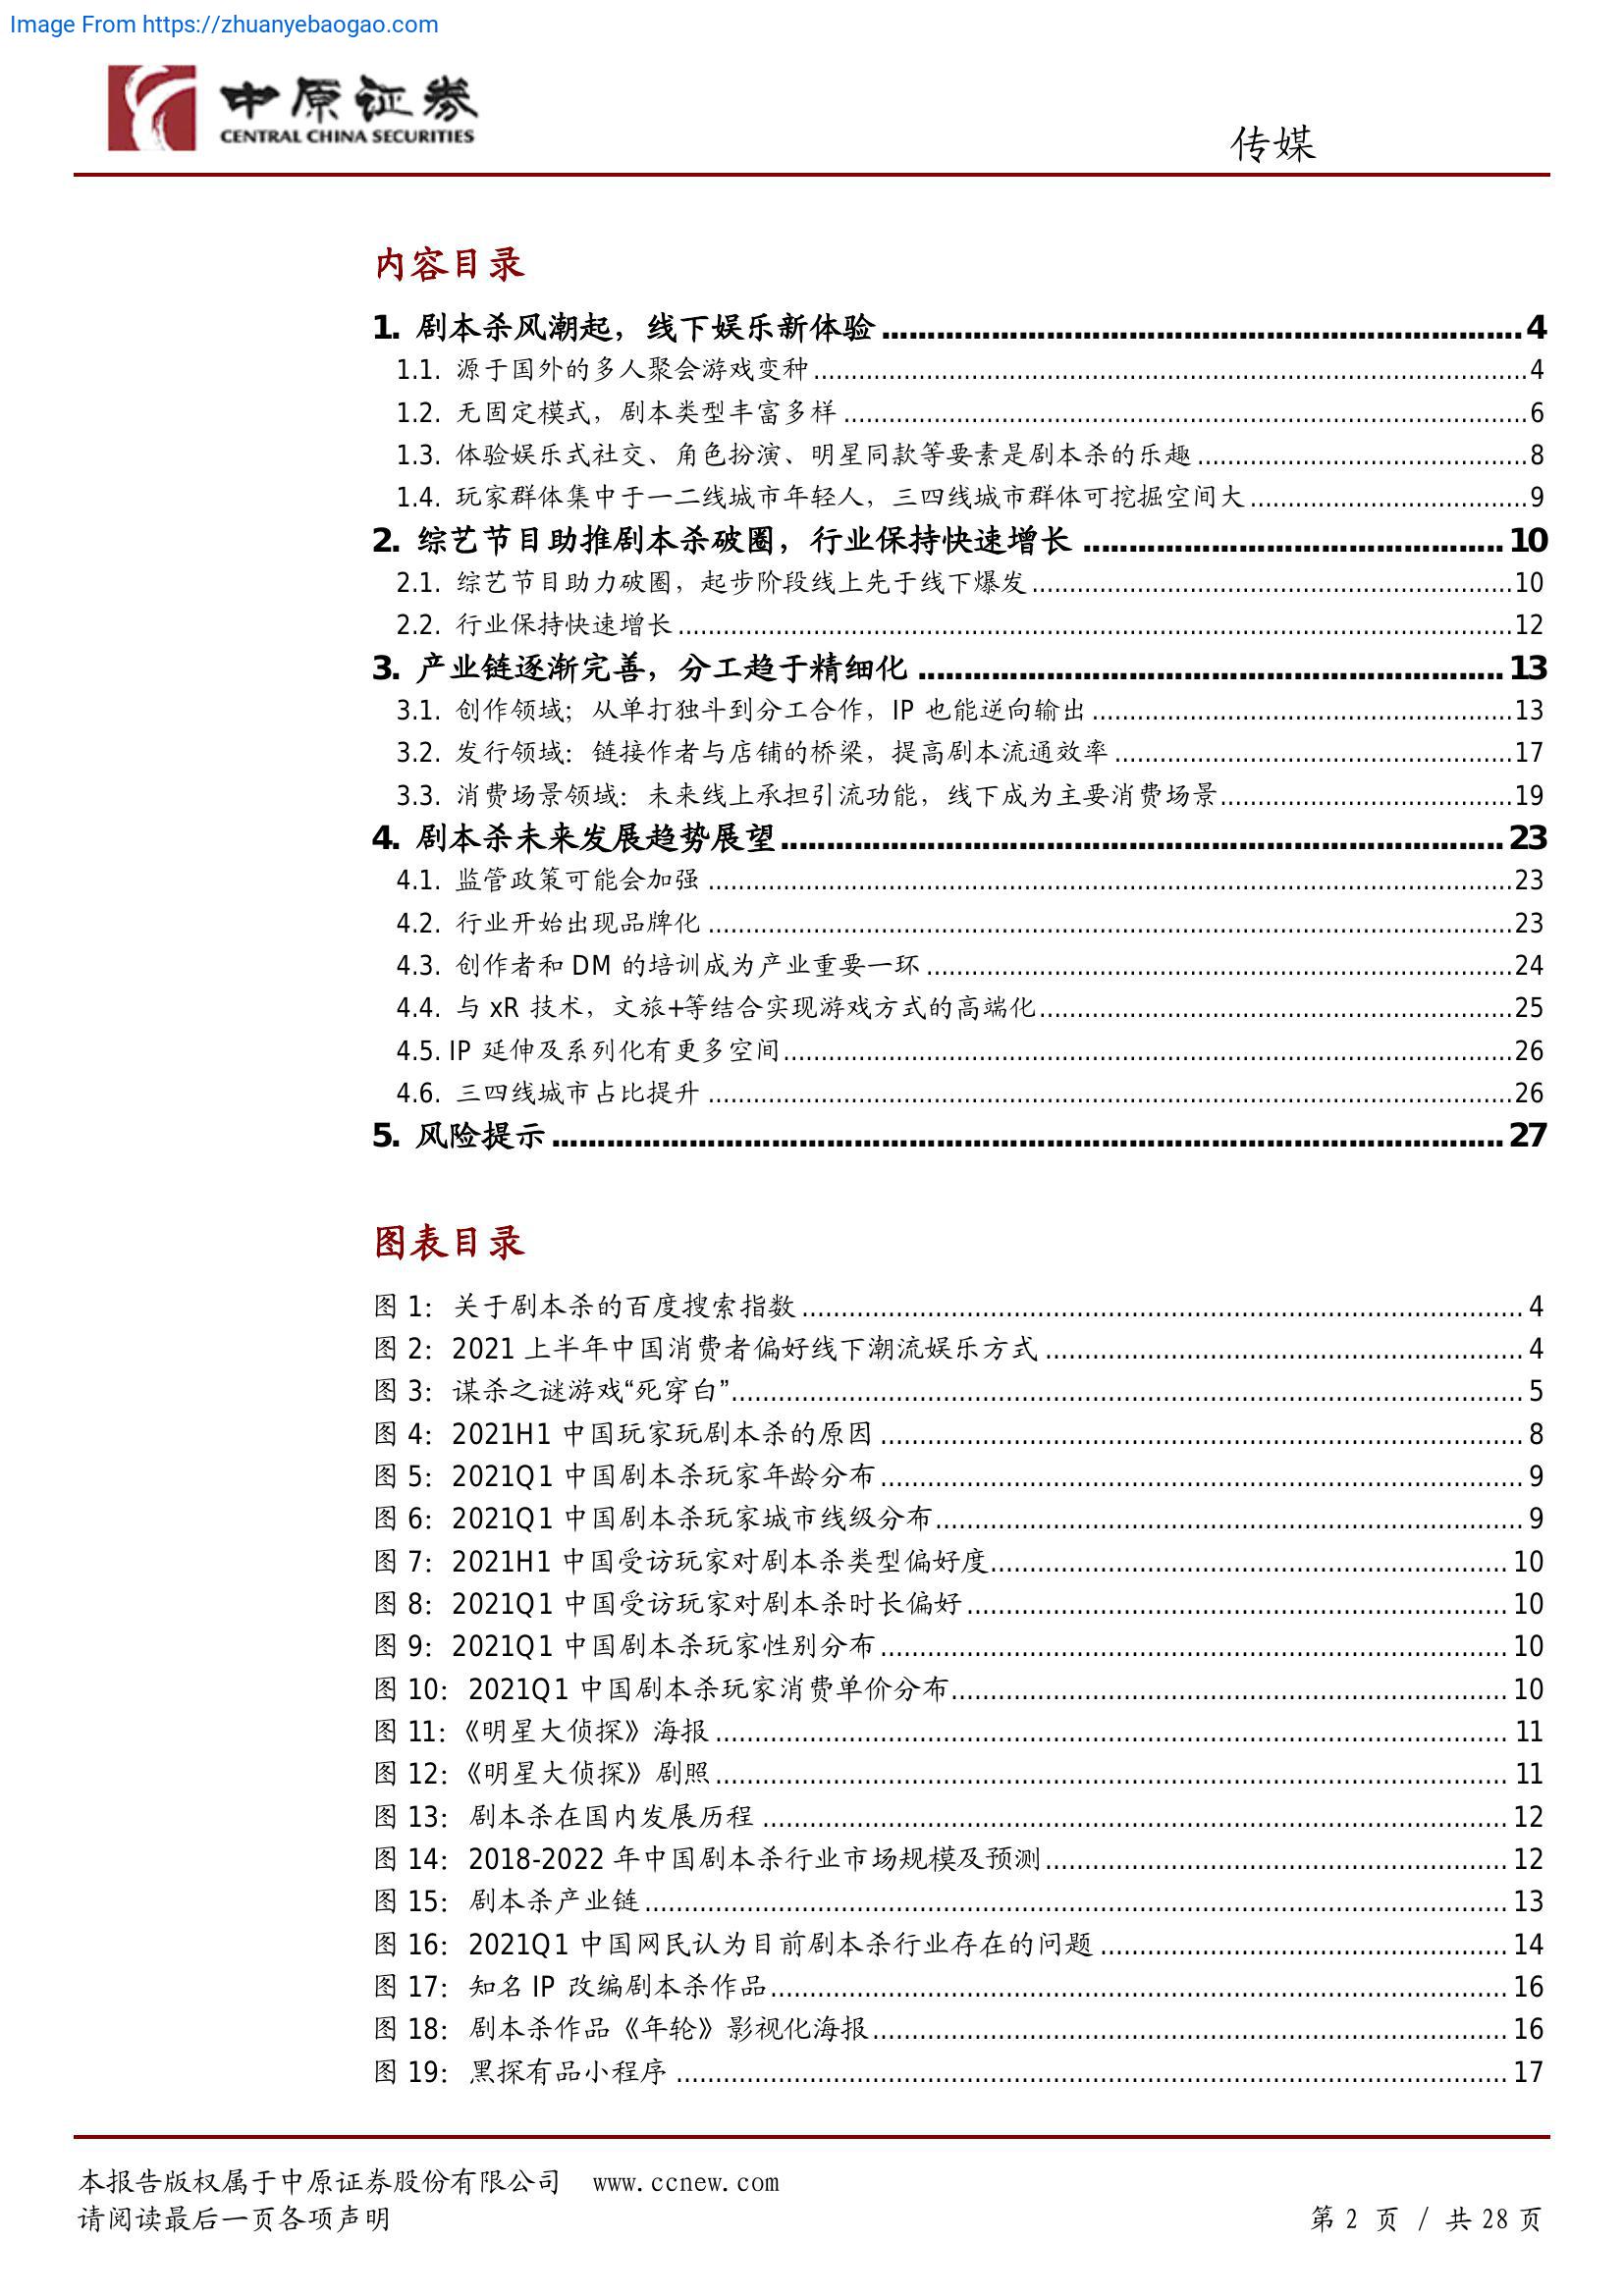 Image From https://zhuanyebaogao.com
中原证券
CENTRAL CHINA SECURITIES
传媒
内容目录
1. 剧本杀风潮起，线下娱乐新体验........................................................................4
1.1. 源于国外的多人聚会游戏变种........................................................................4
1.2. 无固定模式，剧本类型丰富多样........................................................................6
1.3. 体验娱乐式社交、角色扮演、明星同款等要素是剧本杀的乐趣........................................8
1.4. 玩家群体集中于一二线城市年轻人，三四线城市群体可挖掘空间大....................................9
2. 综艺节目助推剧本杀破圈，行业保持快速增长..............................................10
2.1. 综艺节目助力破圈，起步阶段线上先于线下爆发....................................................10
2.2. 行业保持快速增长........................................................................12
3. 产业链逐渐完善，分工趋于精细化................................................................13
3.1. 创作领域；从单打独斗到分工合作，IP 也能逆向输出................................................13
3.2. 发行领域：链接作者与店铺的桥梁，提高剧本流通效率................................................17
3.3. 消费场景领域：未来线上承担引流功能，线下成为主要消费场景....................................19
4. 剧本杀未来发展趋势展望........................................................................23
4.1. 监管政策可能会加强........................................................................23
4.2. 行业开始出现品牌化........................................................................23
4.3. 创作者和 DM 的培训成为产业重要一环................................................................24
4.4. 与 xR 技术，文旅+等结合实现游戏方式的高端化....................................................25
4.5. IP 延伸及系列化有更多空间........................................................................26
4.6. 三四线城市占比提升........................................................................26
5. 风险提示........................................................................27
图表目录
图 1：关于剧本杀的百度搜索指数........................................................................4
图 2：2021 上半年中国消费者偏好线下潮流娱乐方式....................................................4
图 3：谋杀之谜游戏“死穿白”........................................................................5
图 4：2021H1 中国玩家玩剧本杀的原因................................................................8
图 5：2021Q1 中国剧本杀玩家年龄分布................................................................9
图 6：2021Q1 中国剧本杀玩家城市线级分布............................................................9
图 7：2021H1 中国受访玩家对剧本杀类型偏好度........................................................10
图 8：2021Q1 中国受访玩家对剧本杀时长偏好........................................................10
图 9：2021Q1 中国剧本杀玩家性别分布................................................................10
图 10：2021Q1 中国剧本杀玩家消费单价分布............................................................10
图 11：《明星大侦探》海报........................................................................11
图 12：《明星大侦探》剧照........................................................................11
图 13：剧本杀在国内发展历程........................................................................12
图 14：2018-2022 年中国剧本杀行业市场规模及预测....................................................12
图 15：剧本杀产业链........................................................................13
图 16：2021Q1 中国网民认为目前剧本杀行业存在的问题................................................14
图 17：知名 IP 改编剧本杀作品........................................................................16
图 18：剧本杀作品《年轮》影视化海报................................................................16
图 19：黑探有品小程序........................................................................17
本报告版权属于中原证券股份有限公司 www.ccnew.com
请阅读最后一页各项声明
第 2 页 / 共 28 页